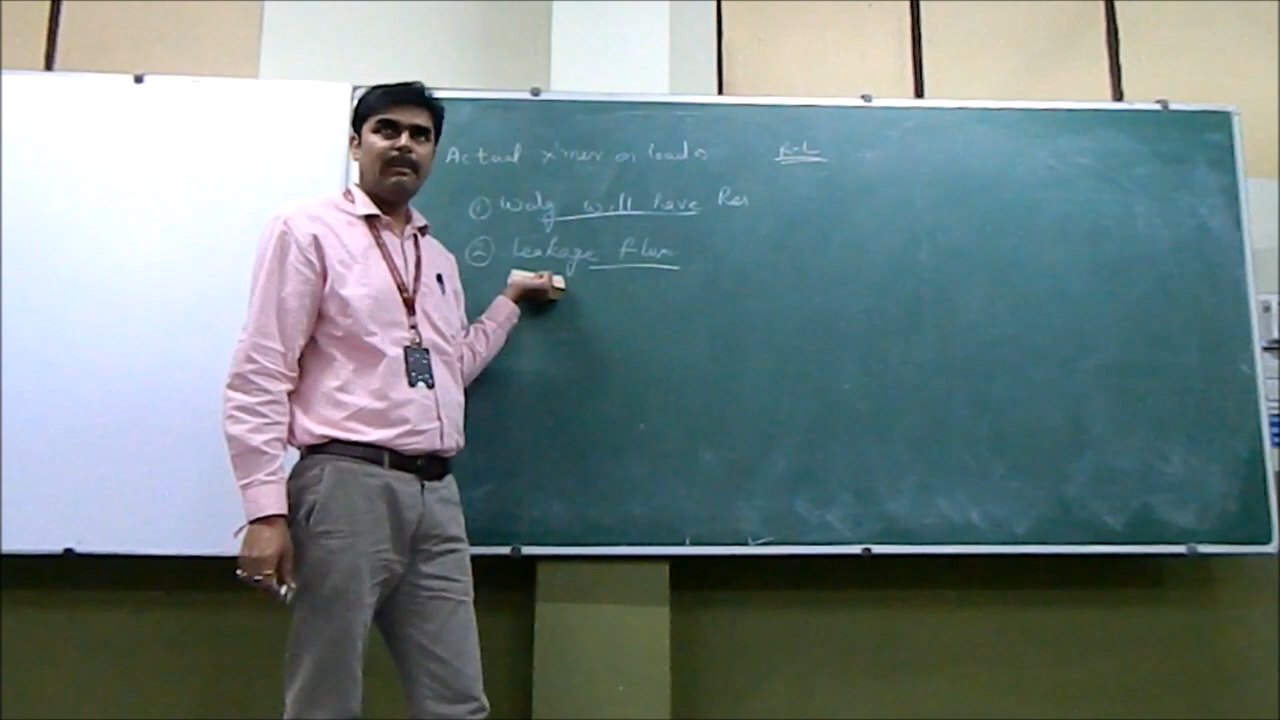 Actual x'mer on loads R-L
① Wdg will have Res
② Leakage flux